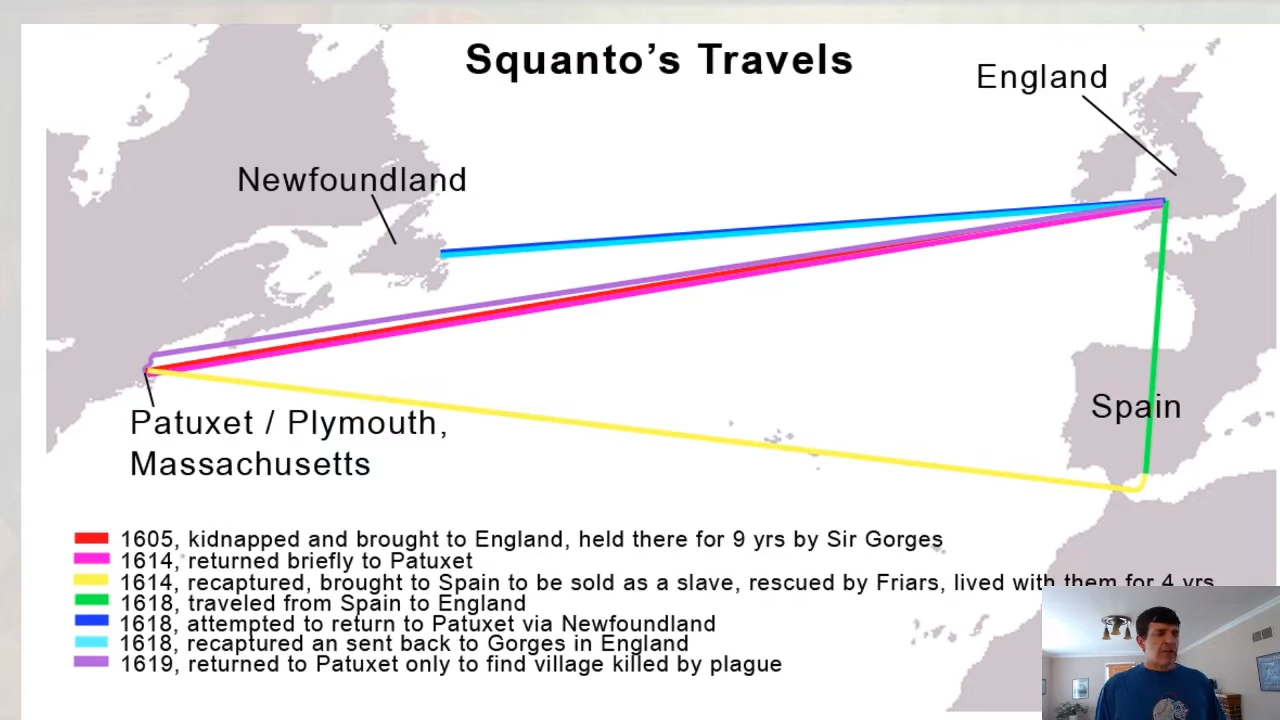 Squanto's Travels
England
Newfoundland
Spain
Patuxet / Plymouth,
Massachusetts
1605, kidnapped and brought to England, held there for 9 yrs by Sir Gorges
1614, returned briefly to Patuxet
1614, recaptured, brought to Spain to be sold as a slave, rescued by Friars, lived with them for 4 yrs
1618, traveled from Spain to England
1618, attempted to return to Patuxet via Newfoundland
1618, recaptured an sent back to Gorges in England
1619, returned to Patuxet only to find village killed by plague